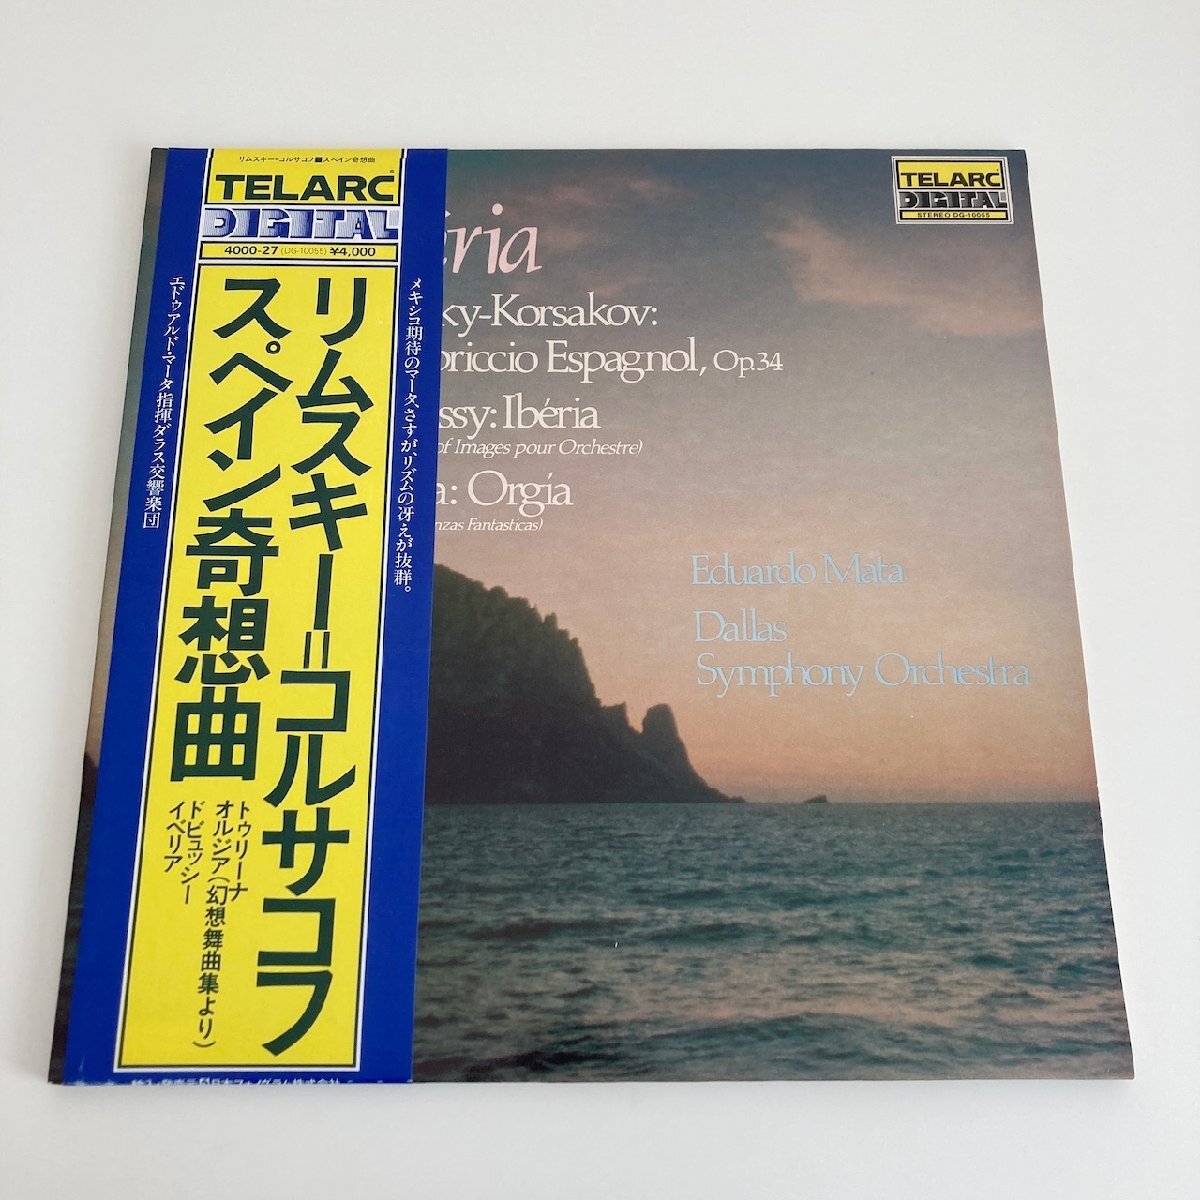 リムスキー=コルサコフ■スペイン奇想曲
TELARC
DIGITAL
4000-27 (DG-10055) ¥4,000
リムスキー=コルサコフ
スペイン奇想曲
トゥリーナ
オルジア(幻想舞曲集より)
ドビュッシー
イベリア
メキシコ期待のマータ、さすが、リズムの冴えが抜群。
エドゥアルド・マータ指揮ダラス交響楽団
TELARC
DIGITAL
STEREO DG-10055
ria
ky-Korsakov:
riccio Espagnol, Op.34
ssy: Ibéria
of Images pour Orchestre)
a: Orgía
nzas Fantasticas)
Eduardo Mata
Dallas
Symphony Orchestra